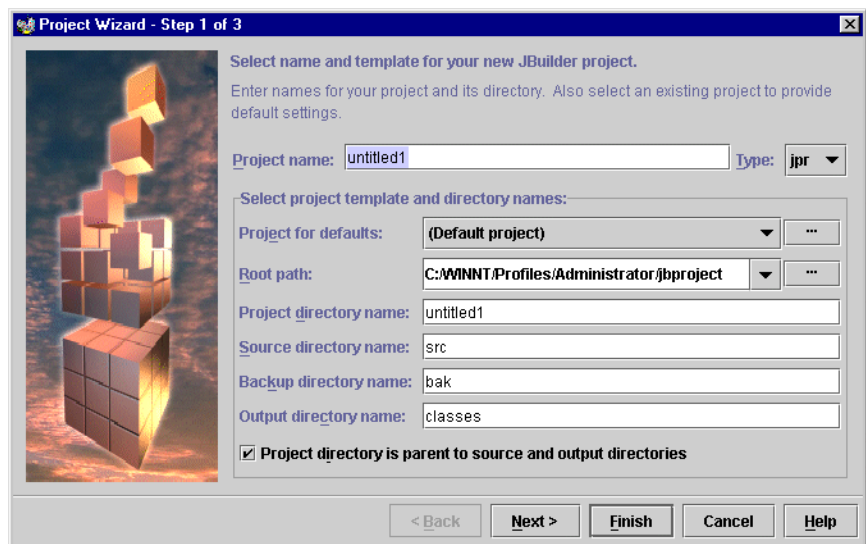 Project Wizard - Step 1 of 3
Select name and template for your new JBuilder project.
Enter names for your project and its directory. Also select an existing project to provide
default settings.
Project name: untitled1 Type: jpr
Select project template and directory names:
Project for defaults: (Default project) ...
Root path: C:/WINNT/Profiles/Administrator/jbproject ...
Project directory name: untitled1
Source directory name: src
Backup directory name: bak
Output directory name: classes
Project directory is parent to source and output directories
< Back Next > Finish Cancel Help